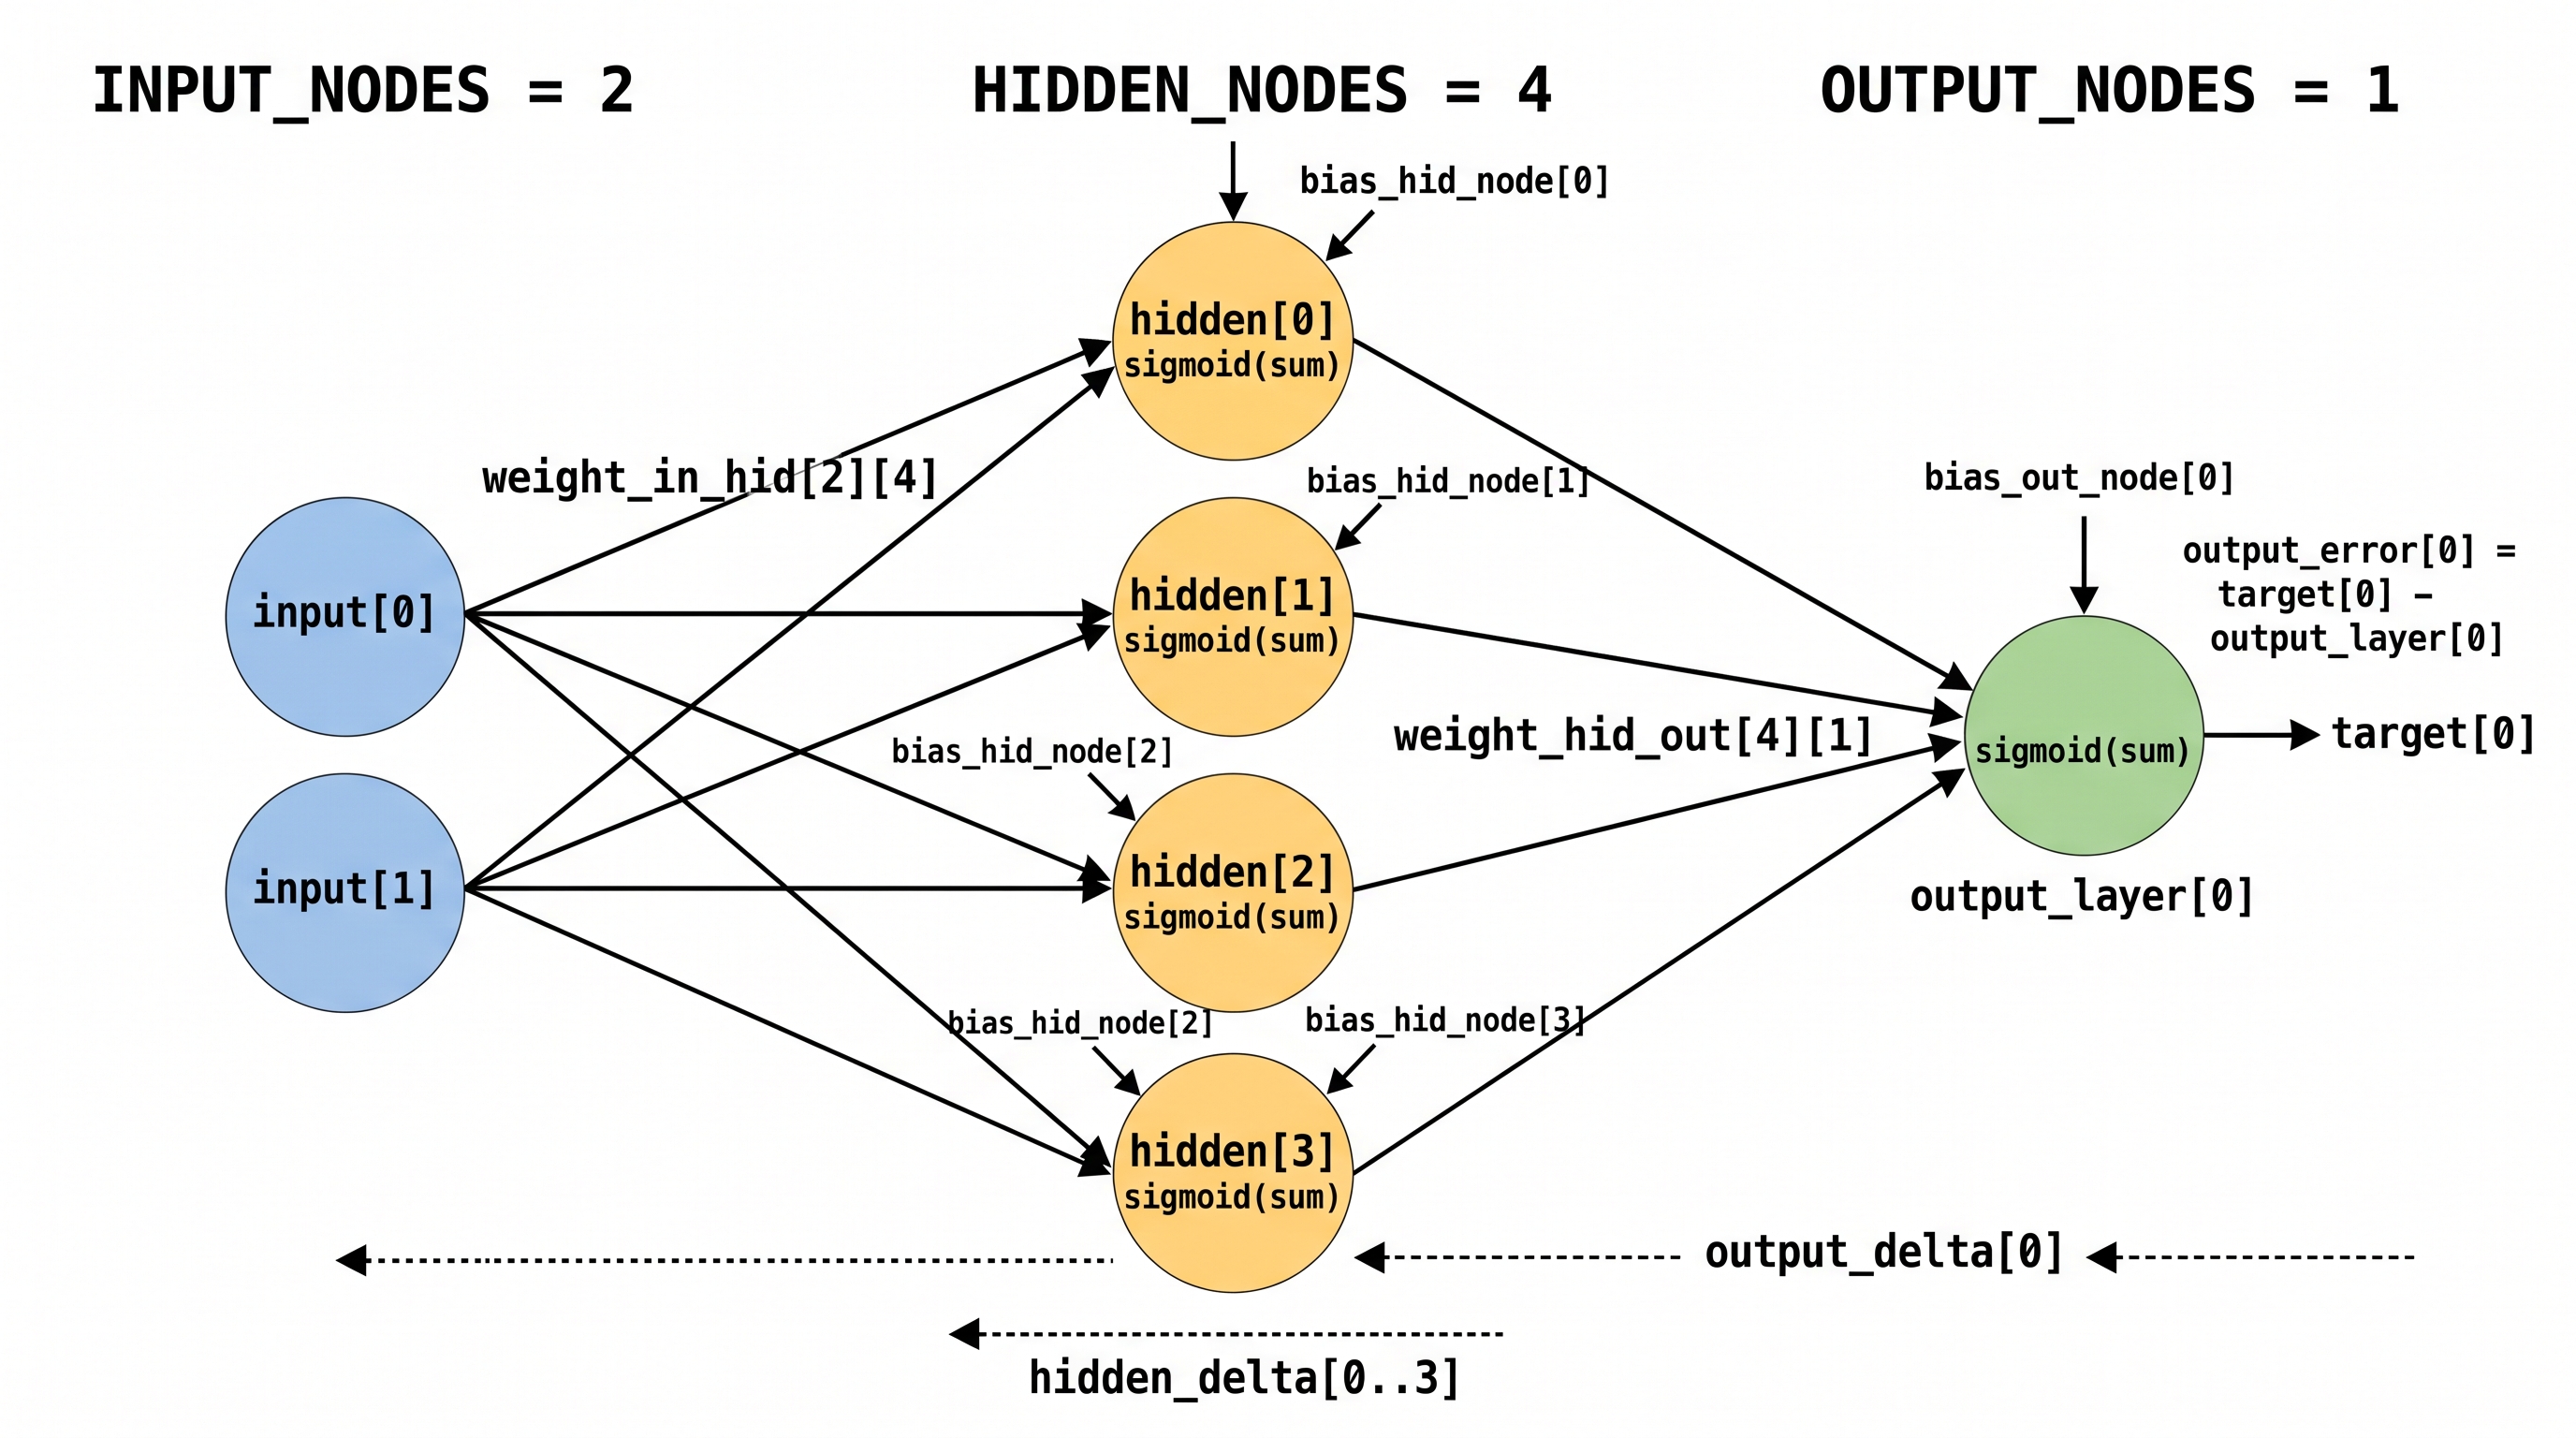 INPUT_NODES = 2
HIDDEN_NODES = 4
OUTPUT_NODES = 1
bias_hid_node[0]
hidden[0]
sigmoid(sum)
weight_in_hid[2][4]
bias_hid_node[1]
bias_out_node[0]
output_error[0] =
target[0] −
output_layer[0]
input[0]
hidden[1]
sigmoid(sum)
bias_hid_node[2]
weight_hid_out[4][1]
sigmoid(sum)
target[0]
input[1]
hidden[2]
sigmoid(sum)
output_layer[0]
bias_hid_node[2]
bias_hid_node[3]
hidden[3]
sigmoid(sum)
output_delta[0]
hidden_delta[0..3]